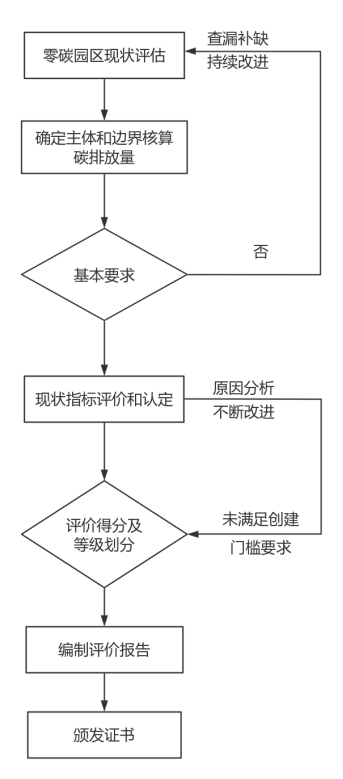 零碳园区现状评估
查漏补缺
持续改进
确定主体和边界核算
碳排放量
基本要求
否
现状指标评价和认定
原因分析
不断改进
评价得分及
等级划分
未满足创建
门槛要求
编制评价报告
颁发证书